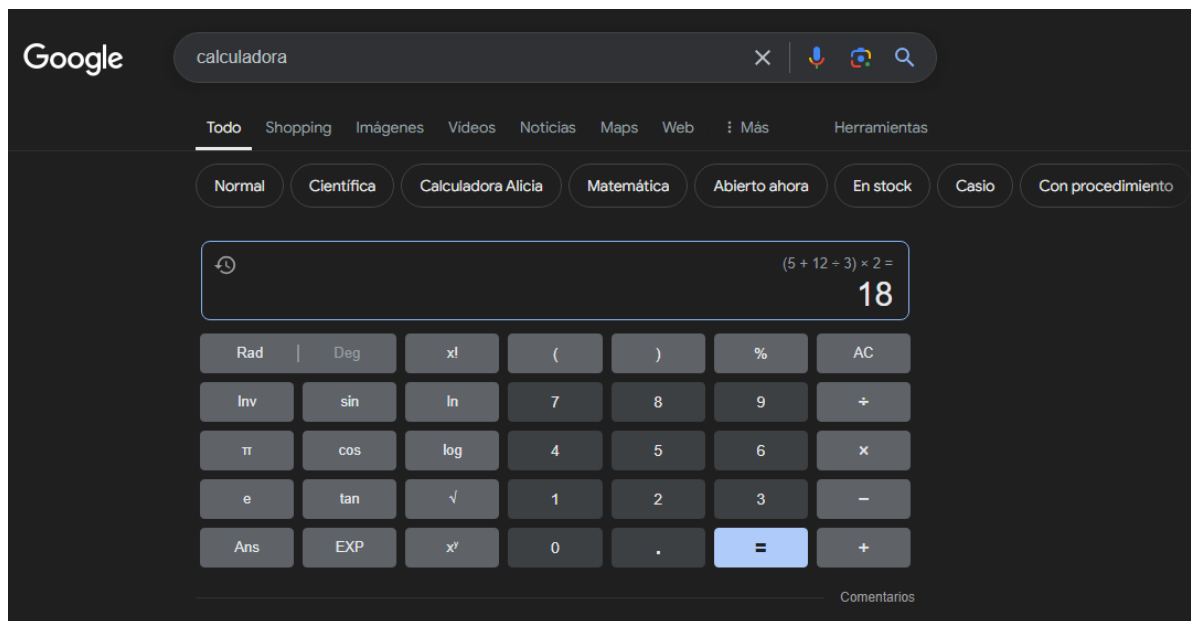 Google calculadora
Todo Shopping Imágenes Videos Noticias Maps Web Más Herramientas
Normal Científica Calculadora Alicia Matemática Abierto ahora En stock Casio Con procedimiento
(5 + 12 ÷ 3) × 2 =
18
Rad | Deg x! ( ) % AC
Inv sin ln 7 8 9 ÷
π cos log 4 5 6 ×
e tan √ 1 2 3 −
Ans EXP xʸ 0 . = +
Comentarios